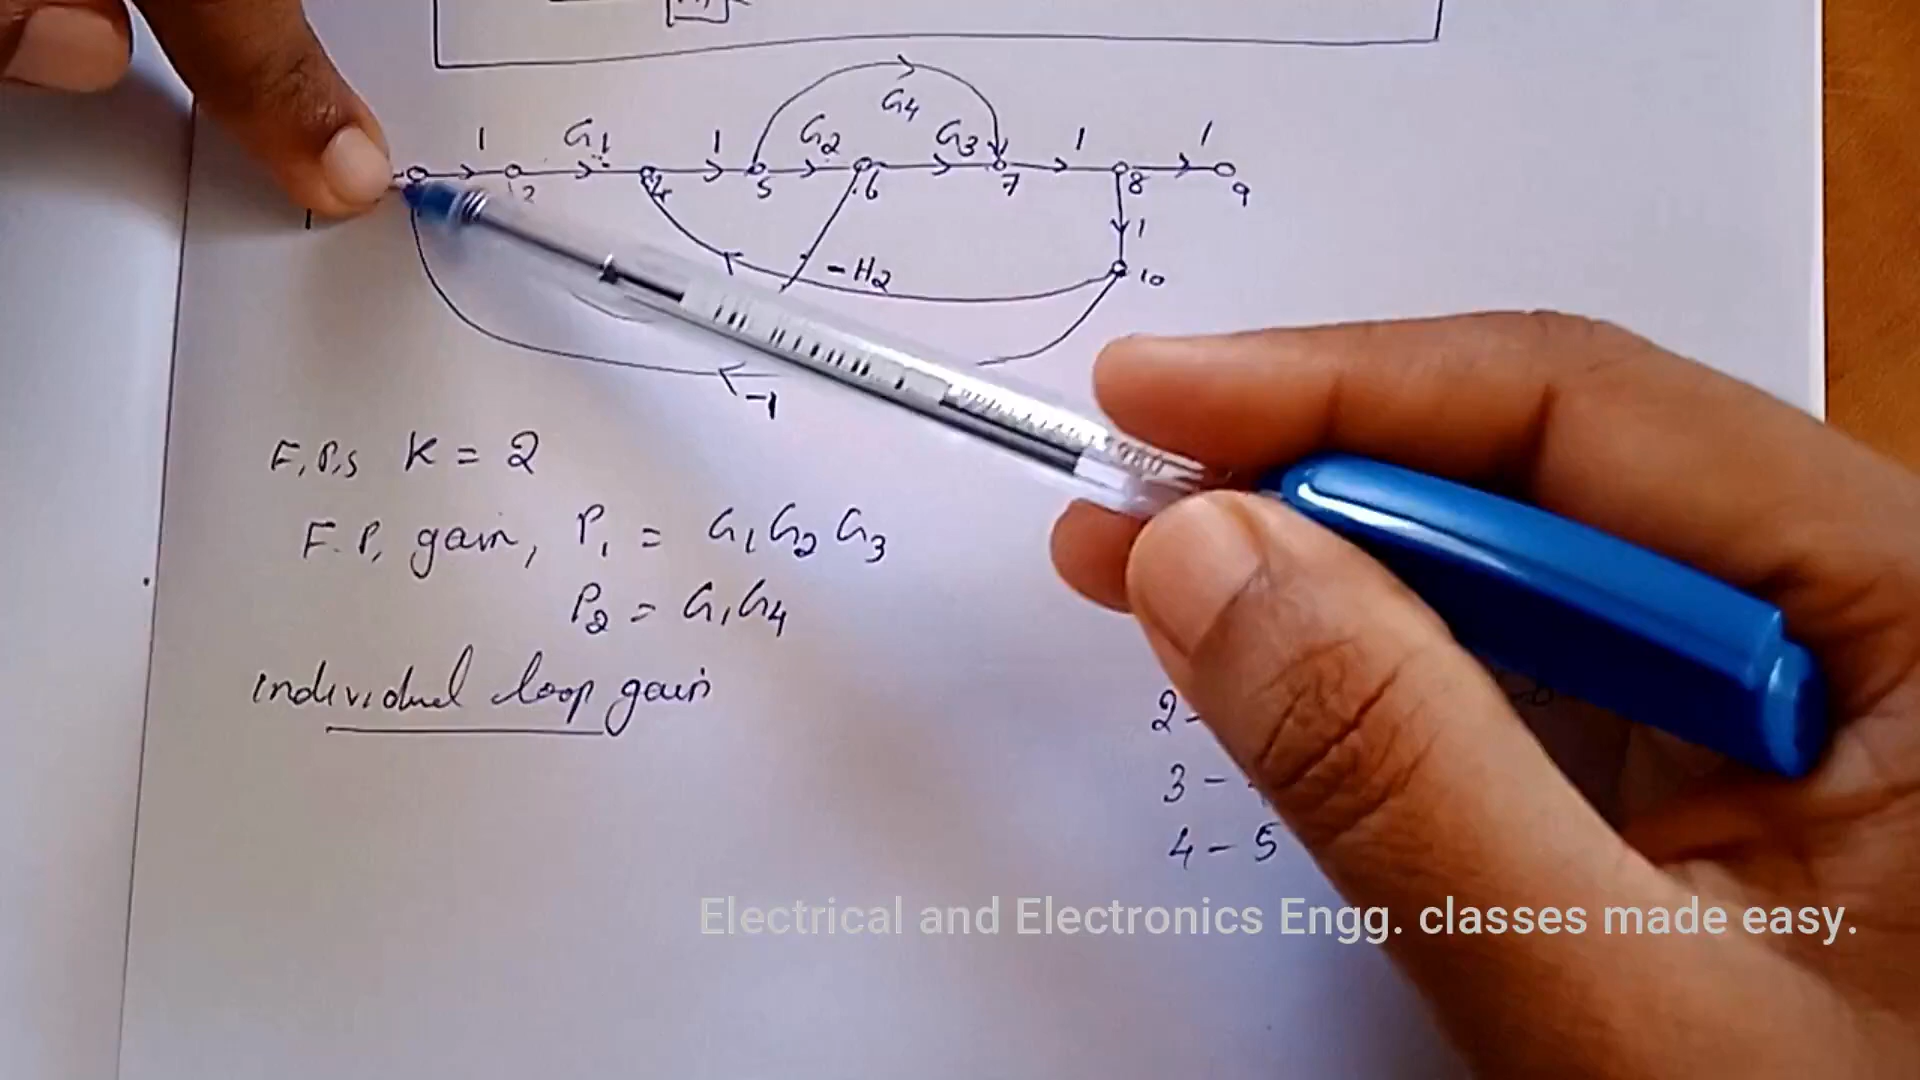 1 G1 1 G2 G4 G3 1 1
2 4 5 6 7 8 9
1
1
-H2 10
-1
F.P,s K = 2
F.P, gain, P1 = G1G2G3
P2 = G1G4
individual loop gain
2-
3 -
4 - 5
Electrical and Electronics Engg. classes made easy.